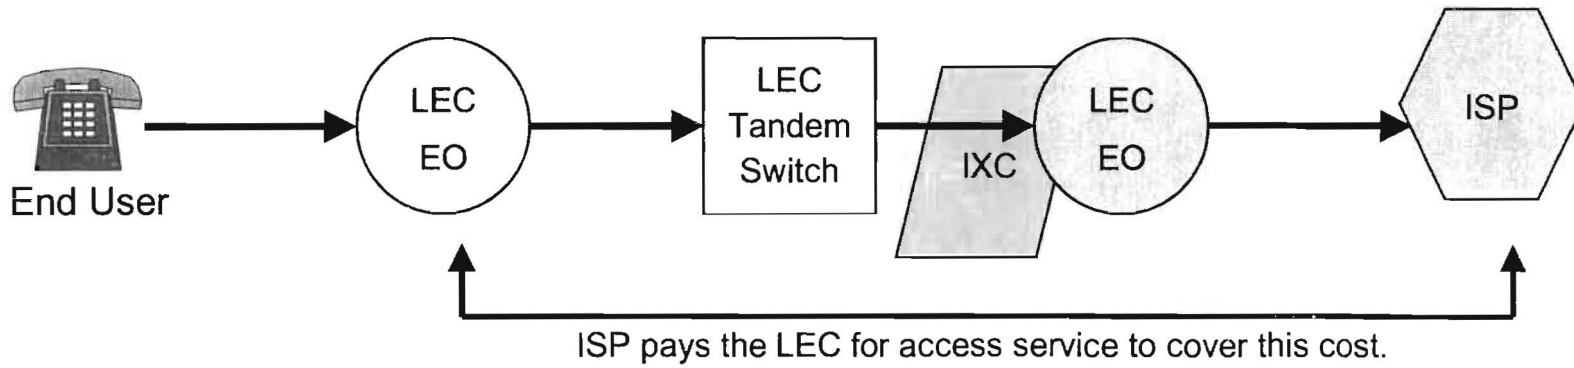 End User
LEC
EO
LEC
Tandem
Switch
IXC
LEC
EO
ISP
ISP pays the LEC for access service to cover this cost.